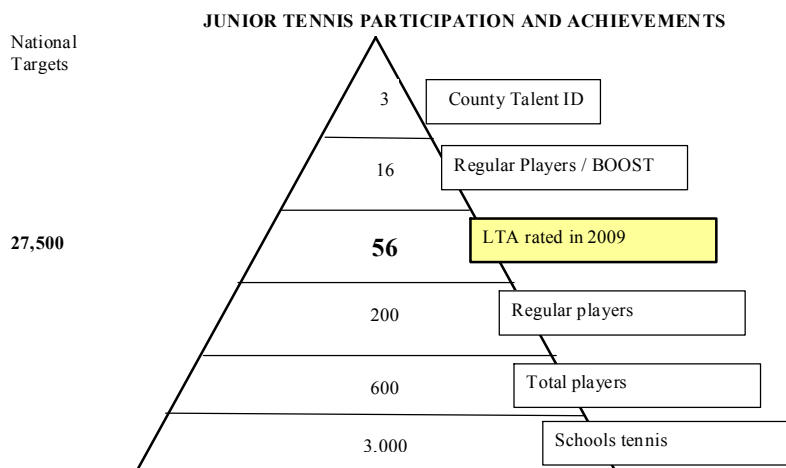 JUNIOR TENNIS PARTICIPATION AND ACHIEVEMENTS
National
Targets
3
County Talent ID
16
Regular Players / BOOST
27,500
56
LTA rated in 2009
200
Regular players
600
Total players
3,000
Schools tennis